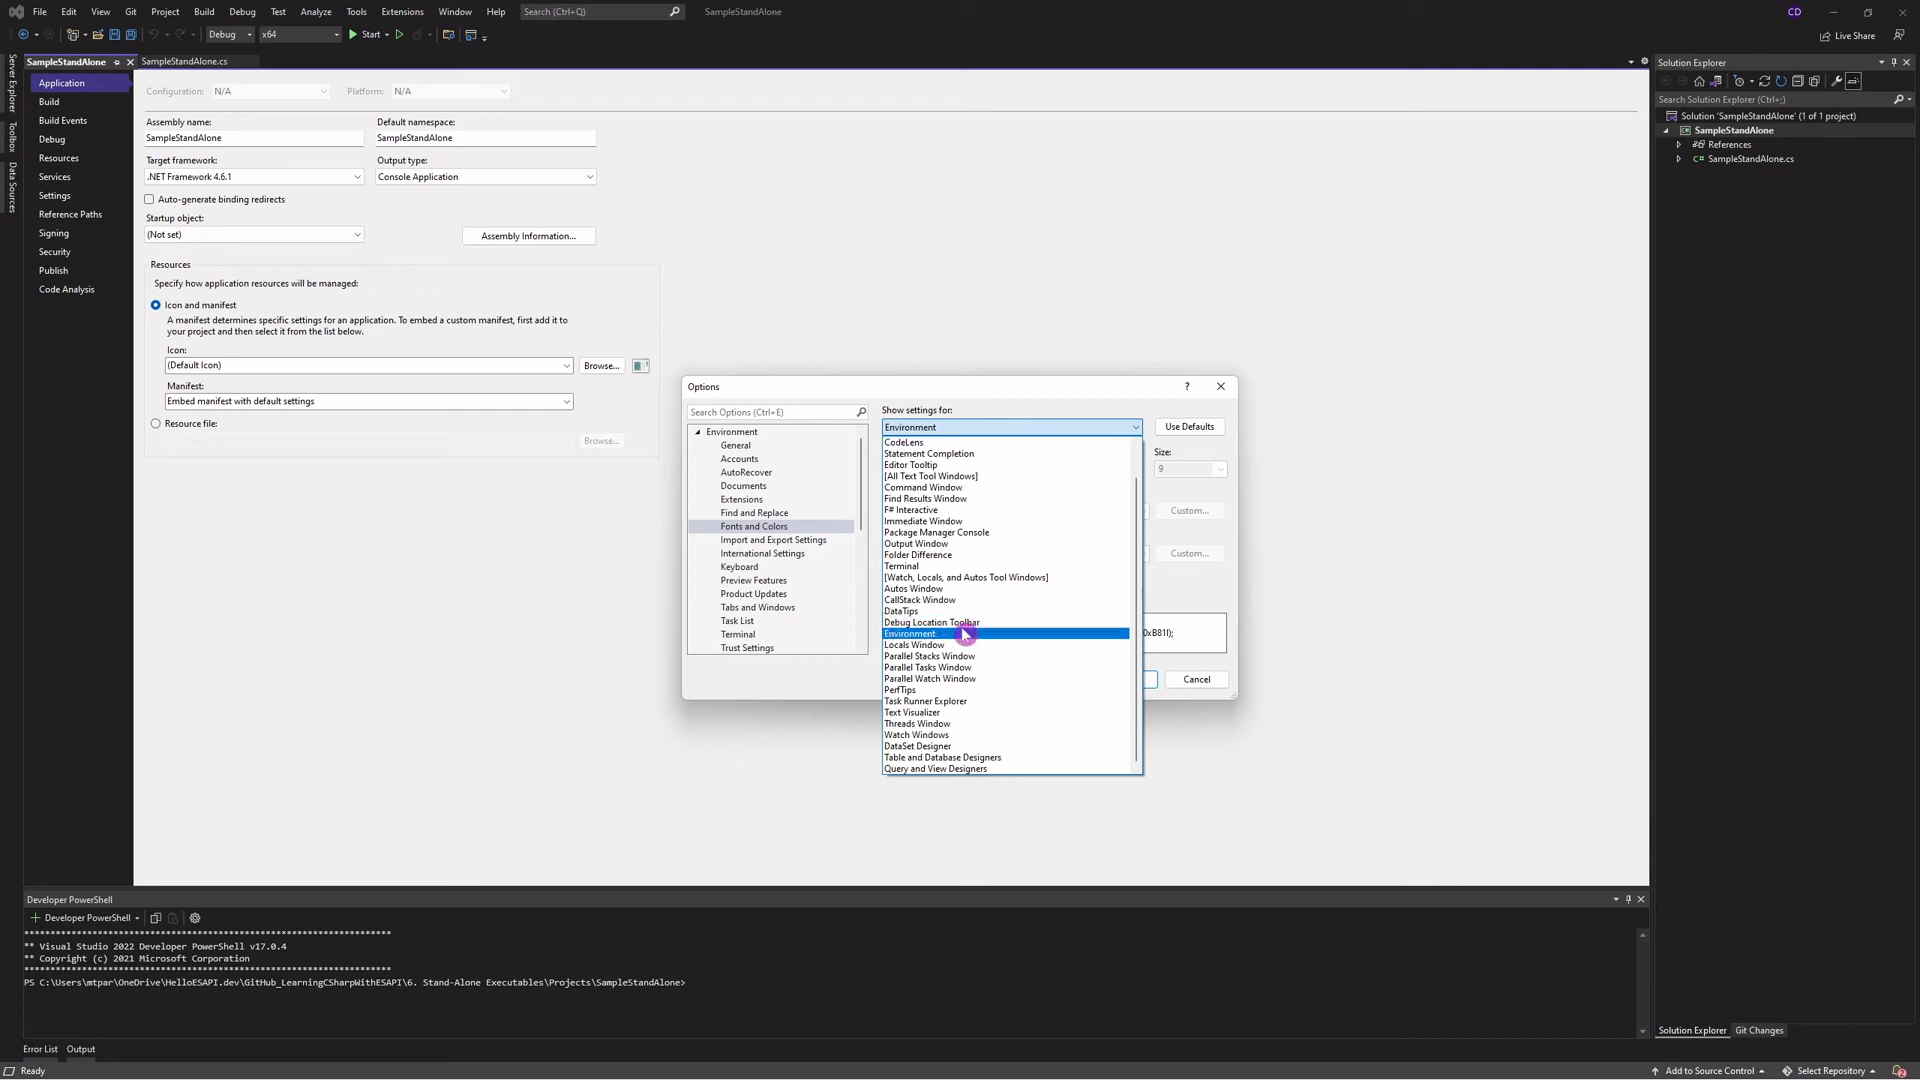 File Edit View Git Project Build Debug Test Analyze Tools Extensions Window Help Search (Ctrl+Q) SampleStandAlone CD
Debug x64 Start Live Share
Server Explorer
Toolbox
Data Sources
SampleStandAlone SampleStandAlone.cs
Application
Build
Build Events
Debug
Resources
Services
Settings
Reference Paths
Signing
Security
Publish
Code Analysis
Configuration: N/A Platform: N/A
Assembly name: Default namespace:
SampleStandAlone SampleStandAlone
Target framework: Output type:
.NET Framework 4.6.1 Console Application
Auto-generate binding redirects
Startup object:
(Not set) Assembly Information...
Resources
Specify how application resources will be managed:
Icon and manifest
A manifest determines specific settings for an application. To embed a custom manifest, first add it to
your project and then select it from the list below.
Icon:
(Default Icon) Browse...
Manifest:
Embed manifest with default settings
Resource file:
Browse...
Options ?
Search Options (Ctrl+E)
Environment
General
Accounts
AutoRecover
Documents
Extensions
Find and Replace
Fonts and Colors
Import and Export Settings
International Settings
Keyboard
Preview Features
Product Updates
Tabs and Windows
Task List
Terminal
Trust Settings
Show settings for:
Environment Use Defaults
CodeLens
Statement Completion
Editor Tooltip
[All Text Tool Windows]
Command Window
Find Results Window
F# Interactive
Immediate Window
Package Manager Console
Output Window
Folder Difference
Terminal
[Watch, Locals, and Autos Tool Windows]
Autos Window
CallStack Window
DataTips
Debug Location Toolbar
Environment
Locals Window
Parallel Stacks Window
Parallel Tasks Window
Parallel Watch Window
PerfTips
Task Runner Explorer
Text Visualizer
Threads Window
Watch Windows
DataSet Designer
Table and Database Designers
Query and View Designers
Size:
9
Custom...
Custom...
0xB81l);
Cancel
Solution Explorer
Search Solution Explorer (Ctrl+;)
Solution 'SampleStandAlone' (1 of 1 project)
SampleStandAlone
References
C# SampleStandAlone.cs
Solution Explorer Git Changes
Developer PowerShell
Developer PowerShell
**********************************************************************
** Visual Studio 2022 Developer PowerShell v17.0.4
** Copyright (c) 2021 Microsoft Corporation
**********************************************************************
PS C:\Users\mtpar\OneDrive\HelloESAPI.dev\GitHub_LearningCSharpWithESAPI\6. Stand-Alone Executables\Projects\SampleStandAlone>
Error List Output
Ready Add to Source Control Select Repository 2